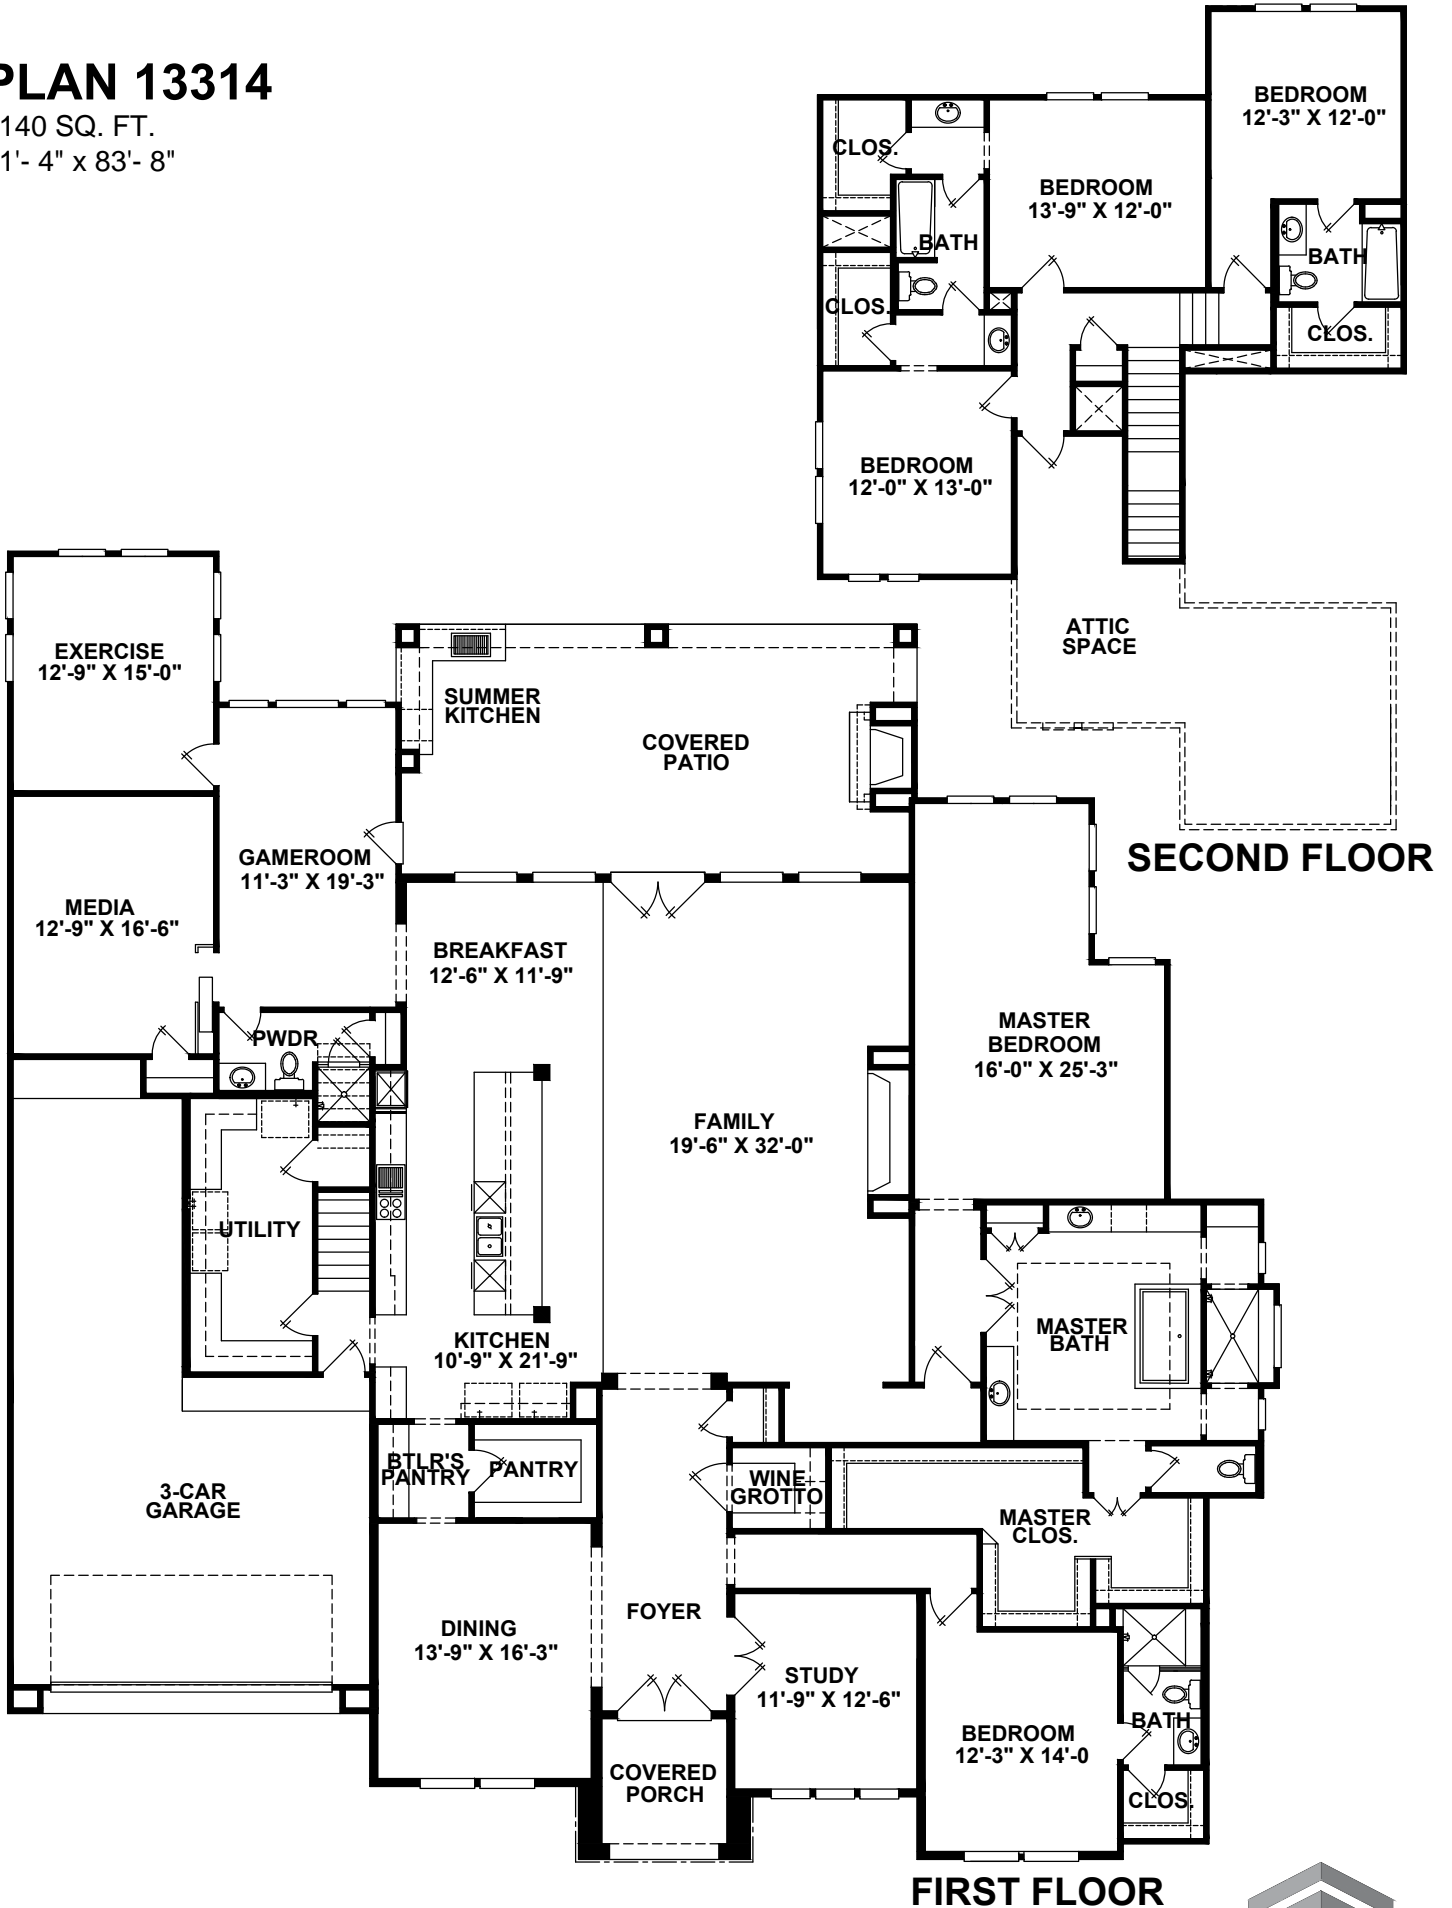 PLAN 13314
140 SQ. FT.
1'- 4" x 83'- 8"
BEDROOM
12'-3" X 12'-0"
CLOS.
BEDROOM
13'-9" X 12'-0"
BATH
BATH
CLOS.
CLOS.
BEDROOM
12'-0" X 13'-0"
ATTIC
SPACE
SECOND FLOOR
EXERCISE
12'-9" X 15'-0"
SUMMER
KITCHEN
COVERED
PATIO
GAMEROOM
11'-3" X 19'-3"
MEDIA
12'-9" X 16'-6"
BREAKFAST
12'-6" X 11'-9"
PWDR
MASTER
BEDROOM
16'-0" X 25'-3"
FAMILY
19'-6" X 32'-0"
UTILITY
KITCHEN
10'-9" X 21'-9"
MASTER
BATH
BTLR'S
PANTRY
PANTRY
WINE
GROTTO
3-CAR
GARAGE
MASTER
CLOS.
FOYER
DINING
13'-9" X 16'-3"
STUDY
11'-9" X 12'-6"
BEDROOM
12'-3" X 14'-0
BATH
COVERED
PORCH
CLOS.
FIRST FLOOR